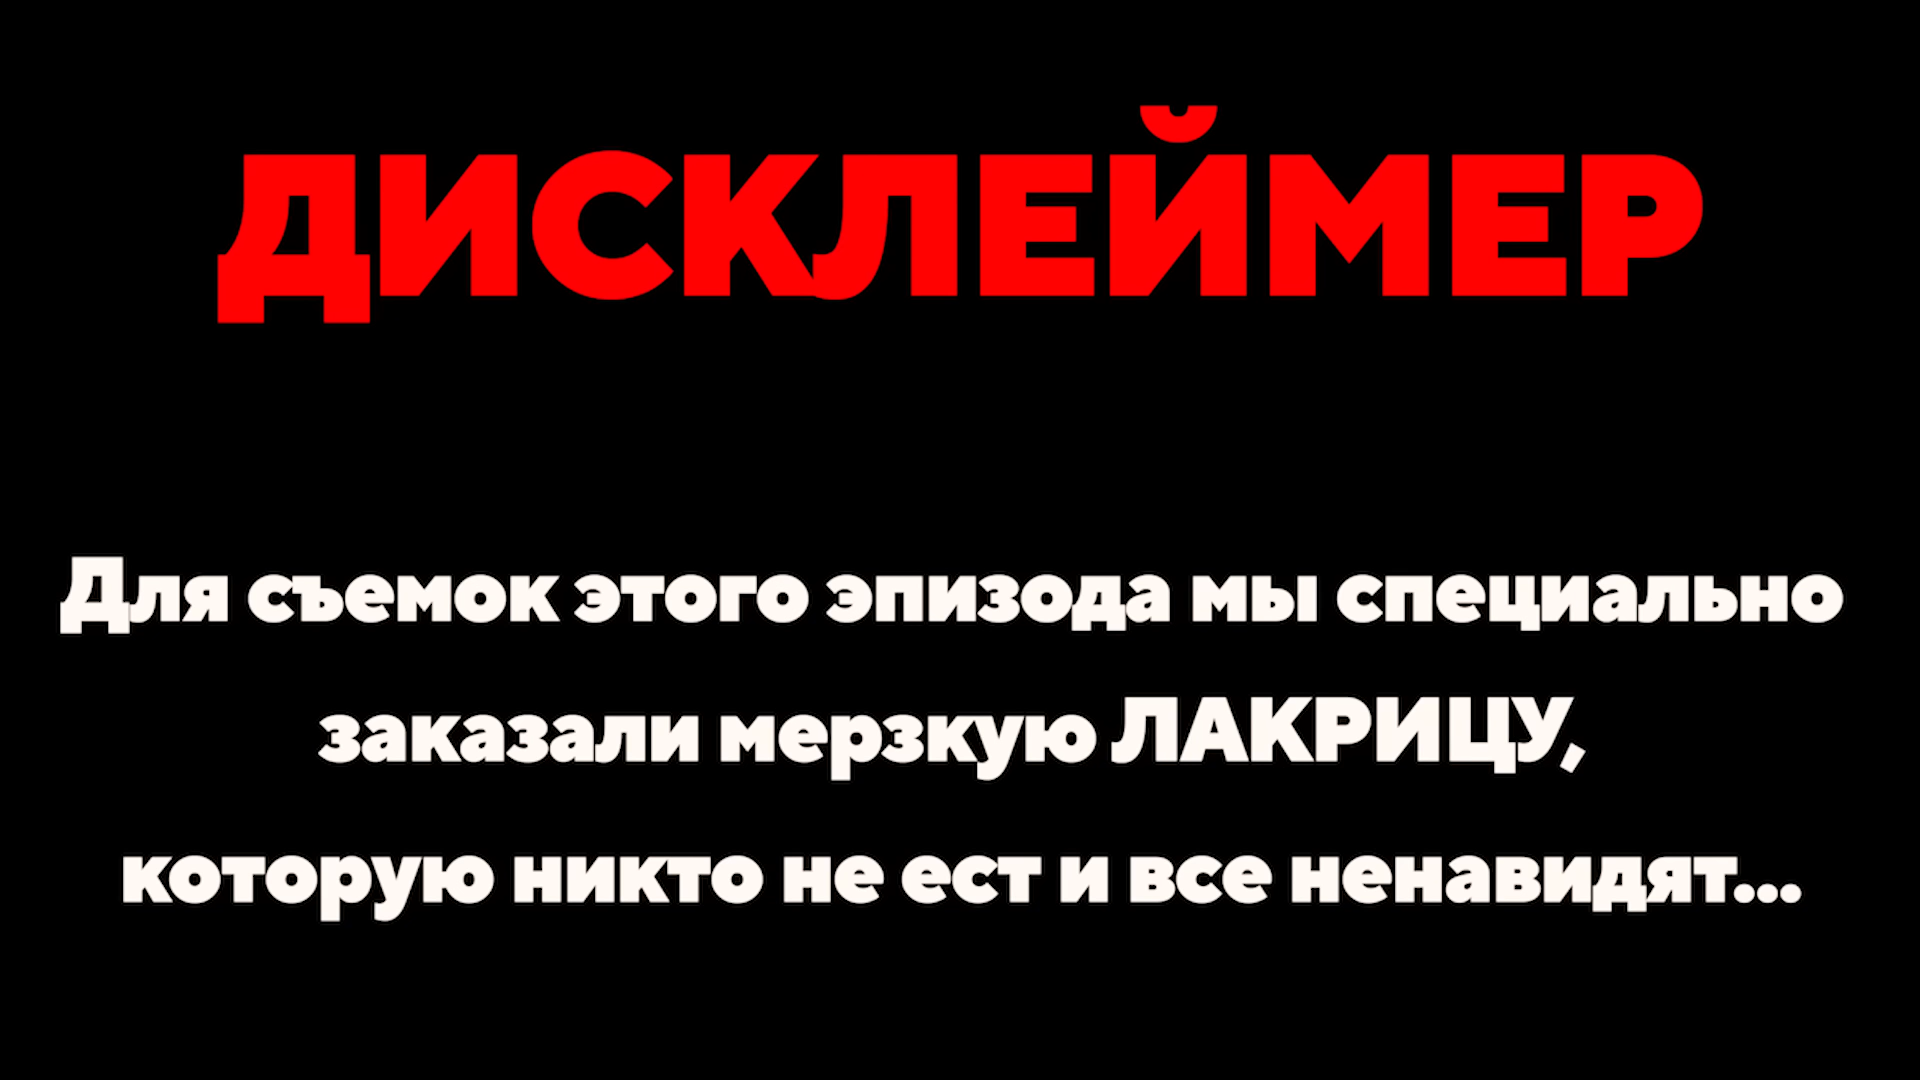 ДИСКЛЕЙМЕР
Для съемок этого эпизода мы специально
заказали мерзкую ЛАКРИЦУ,
которую никто не ест и все ненавидят...